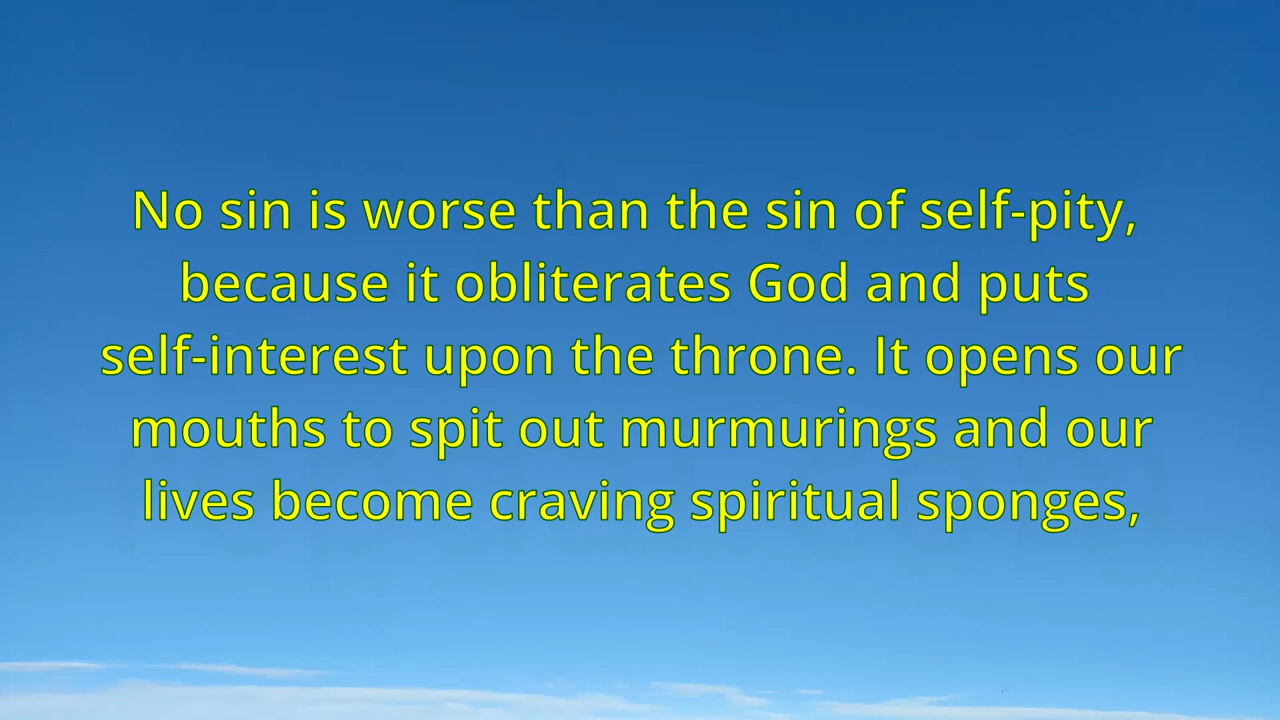 No sin is worse than the sin of self-pity,
because it obliterates God and puts
self-interest upon the throne. It opens our
mouths to spit out murmurings and our
lives become craving spiritual sponges,